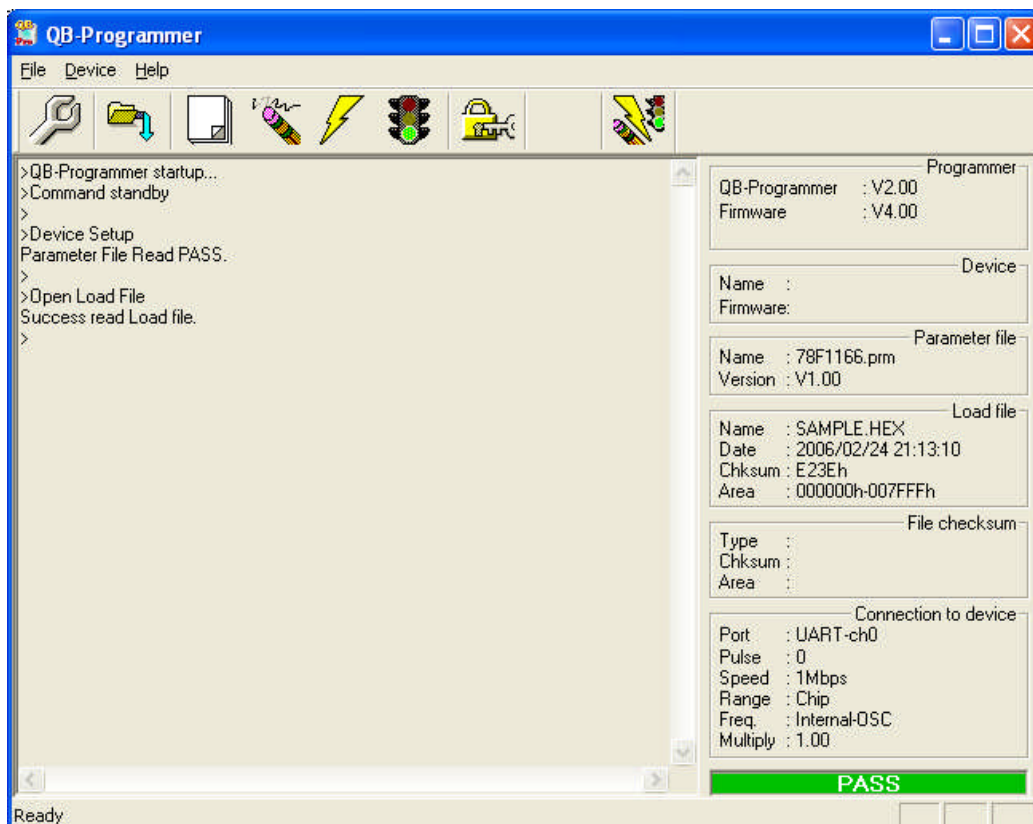 QB-Programmer
File Device Help
>QB-Programmer startup...
>Command standby
>
>Device Setup
Parameter File Read PASS.
>
>Open Load File
Success read Load file.
>
Programmer
QB-Programmer : V2.00
Firmware : V4.00
Device
Name :
Firmware:
Parameter file
Name : 78F1166.prm
Version : V1.00
Load file
Name : SAMPLE.HEX
Date : 2006/02/24 21:13:10
Chksum : E23Eh
Area : 000000h-007FFFh
File checksum
Type :
Chksum :
Area :
Connection to device
Port : UART-ch0
Pulse : 0
Speed : 1Mbps
Range : Chip
Freq. : Internal-OSC
Multiply : 1.00
PASS
Ready